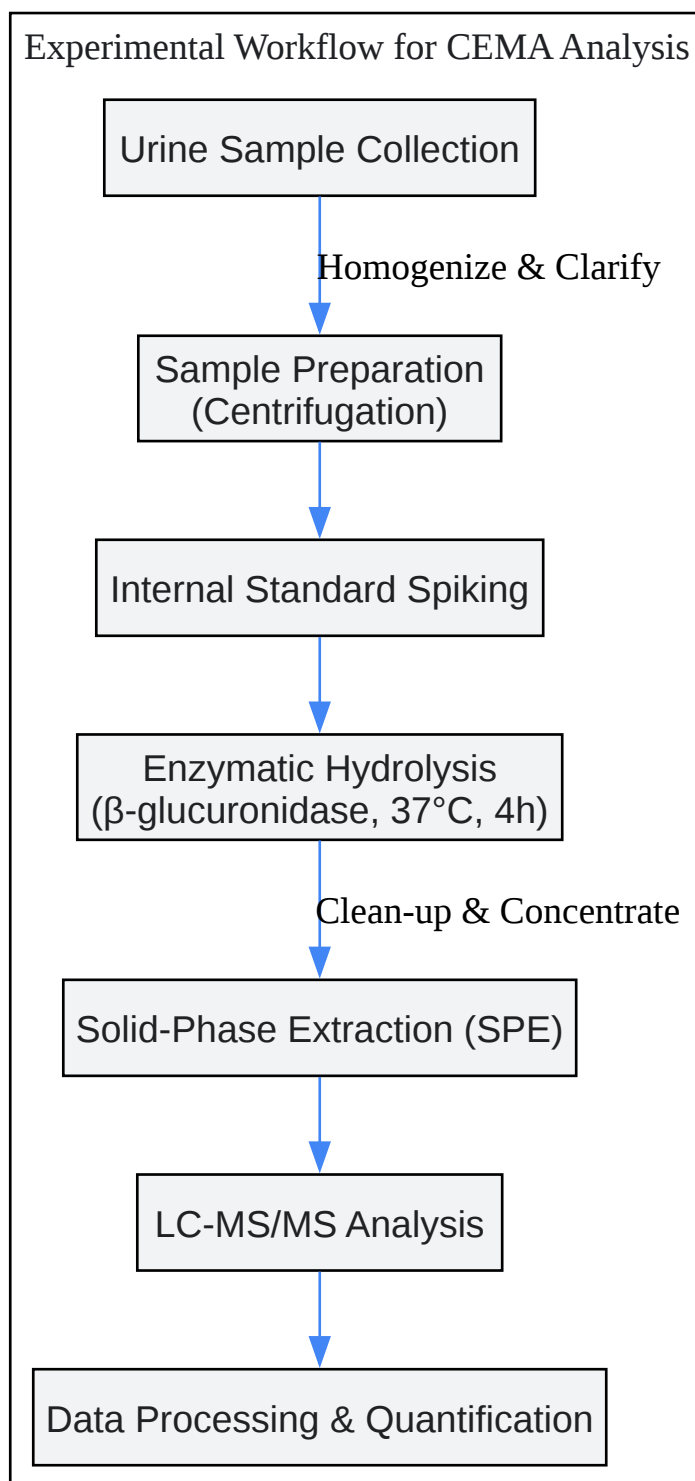 Experimental Workflow for CEMA Analysis
Urine Sample Collection
Homogenize & Clarify
Sample Preparation
(Centrifugation)
Internal Standard Spiking
Enzymatic Hydrolysis
(β-glucuronidase, 37°C, 4h)
Clean-up & Concentrate
Solid-Phase Extraction (SPE)
LC-MS/MS Analysis
Data Processing & Quantification